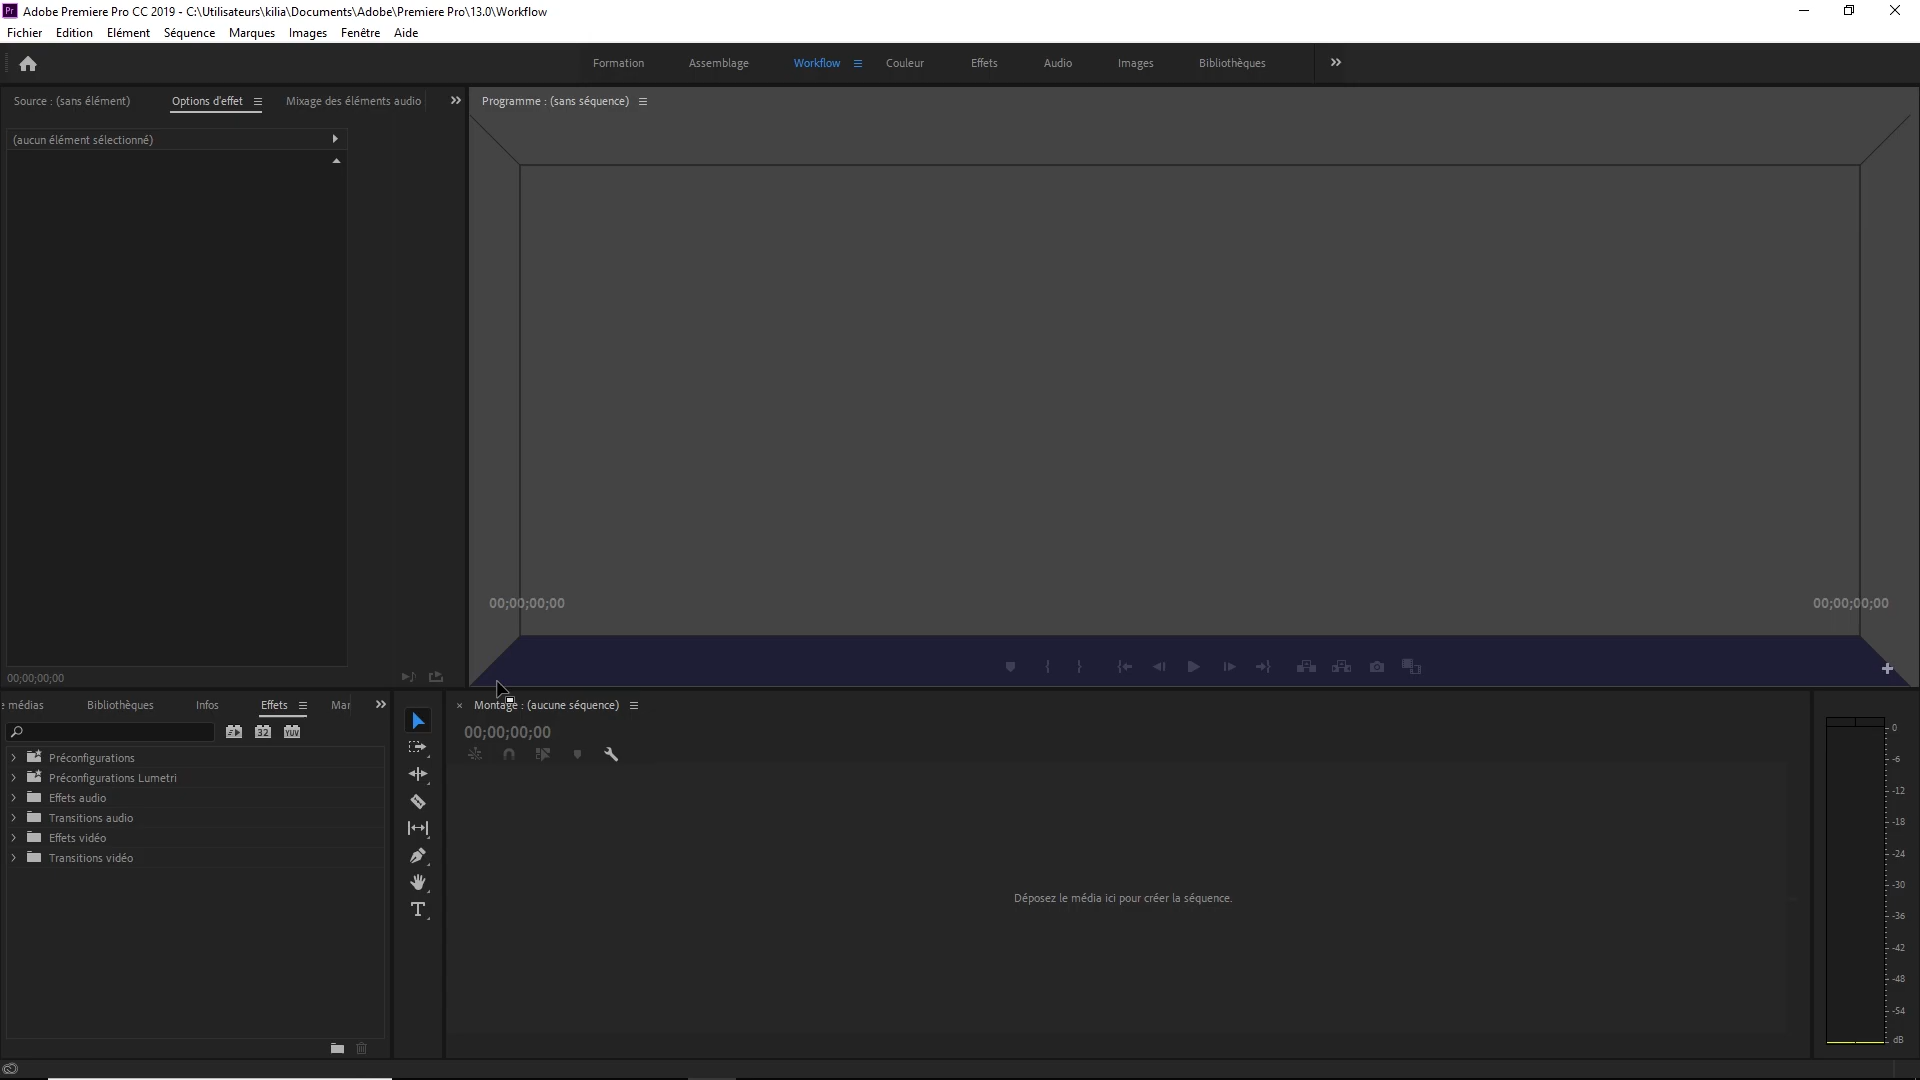 Pr Adobe Premiere Pro CC 2019 - C:\Utilisateurs\kilia\Documents\Adobe\Premiere Pro\13.0\Workflow
Fichier Edition Elément Séquence Marques Images Fenêtre Aide
Formation Assemblage Workflow Couleur Effets Audio Images Bibliothèques
Source : (sans élément) Options d'effet Mixage des éléments audio
Programme : (sans séquence)
(aucun élément sélectionné)
00;00;00;00 00;00;00;00
00;00;00;00
e médias Bibliothèques Infos Effets Mar
32 YUV
Préconfigurations
Préconfigurations Lumetri
Effets audio
Transitions audio
Effets vidéo
Transitions vidéo
× Montage : (aucune séquence)
00;00;00;00
Déposez le média ici pour créer la séquence.
0
-6
-12
-18
-24
-30
-36
-42
-48
-54
dB